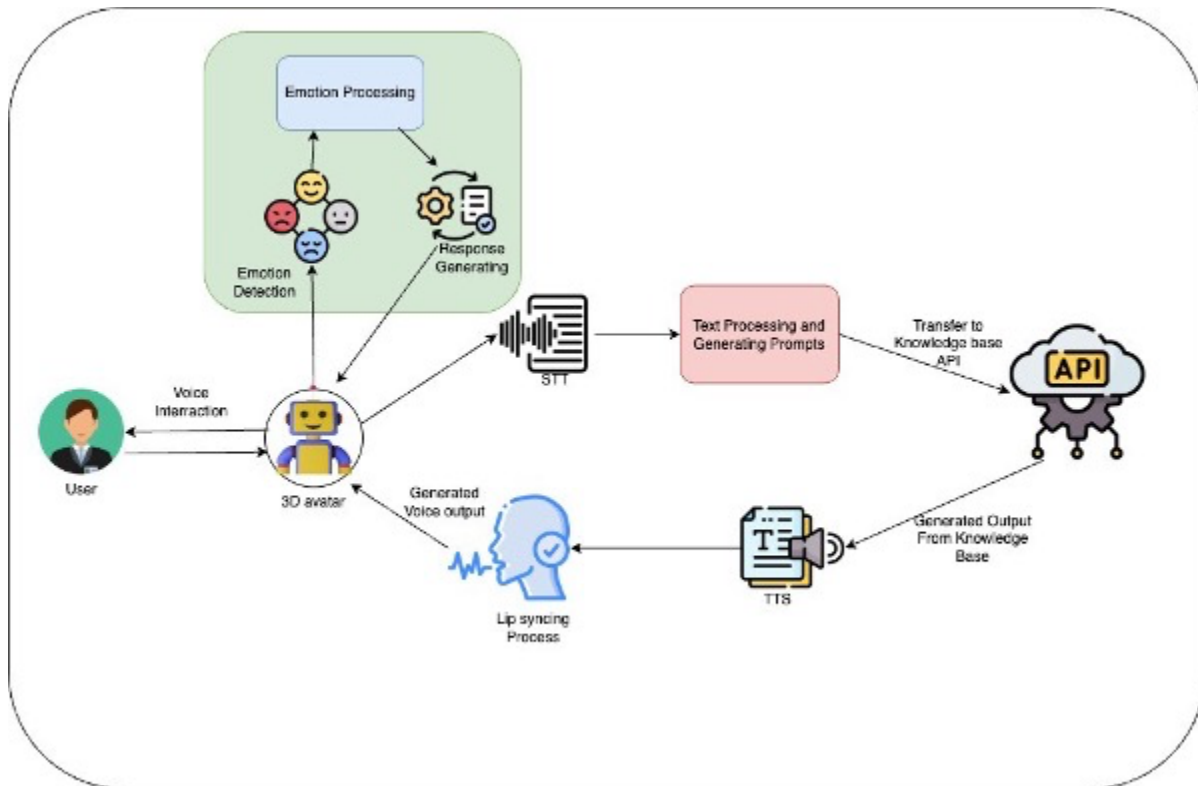 Emotion Processing
Emotion
Detection
Response
Generating
Voice
Interraction
User
3D avatar
STT
Text Processing and
Generating Prompts
Transfer to
Knowledge base
API
API
Generated Output
From Knowledge
Base
T
TTS
Lip syncing
Process
Generated
Voice output